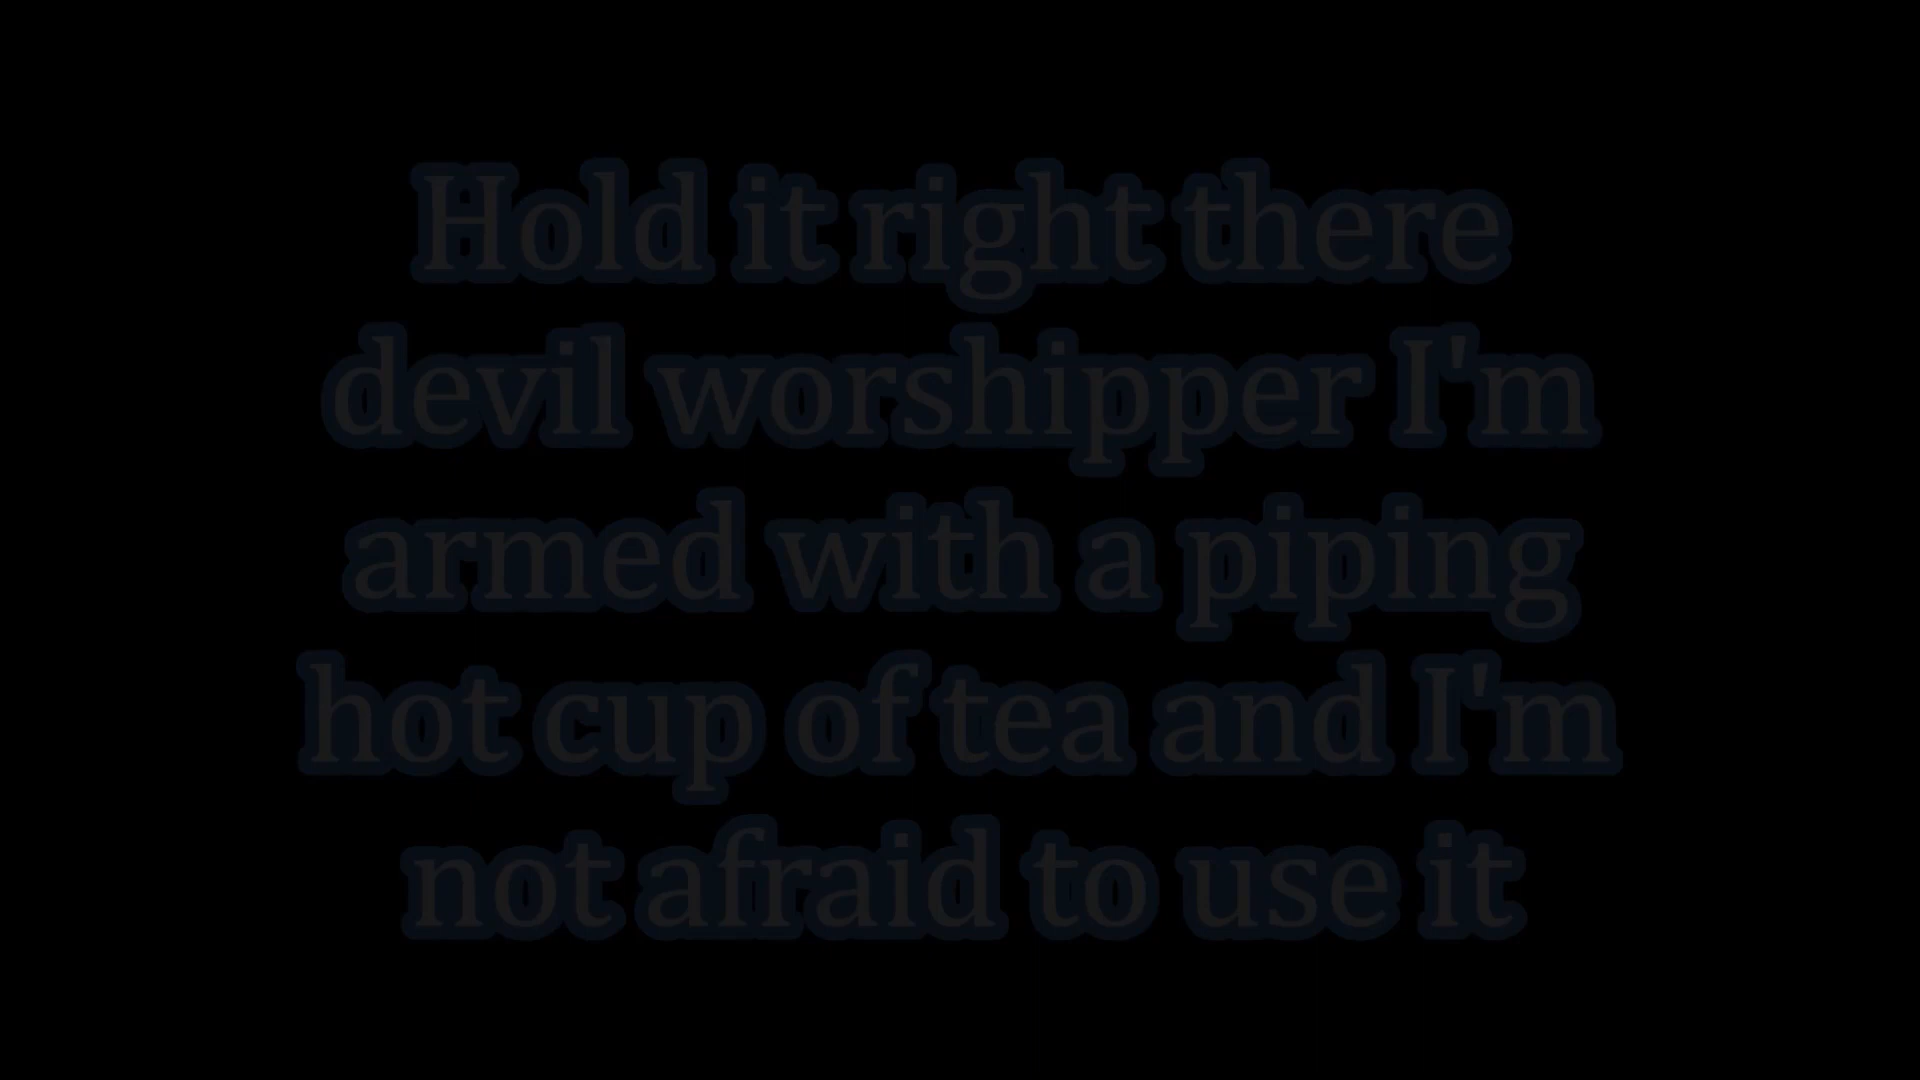 Hold it right there
devil worshipper I'm
armed with a piping
hot cup of tea and I'm
not afraid to use it